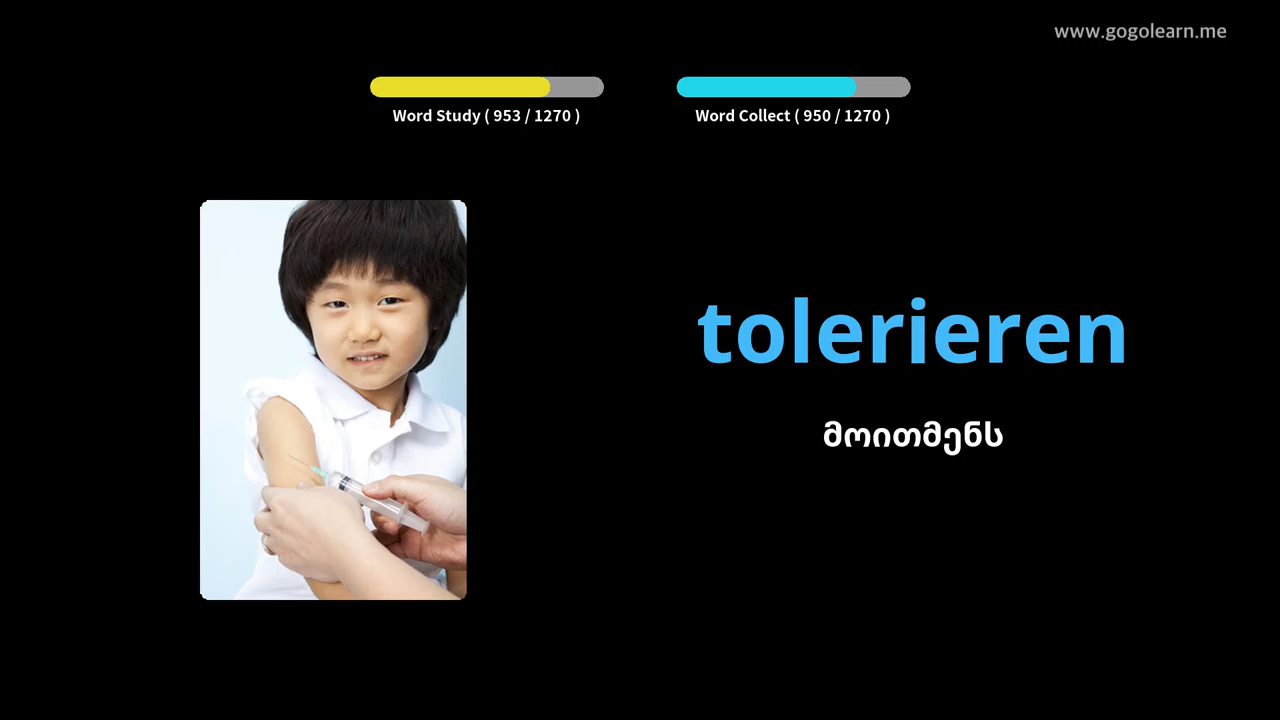 www.gogolearn.me
Word Study ( 953 / 1270 )
Word Collect ( 950 / 1270 )
tolerieren
მოითმენს